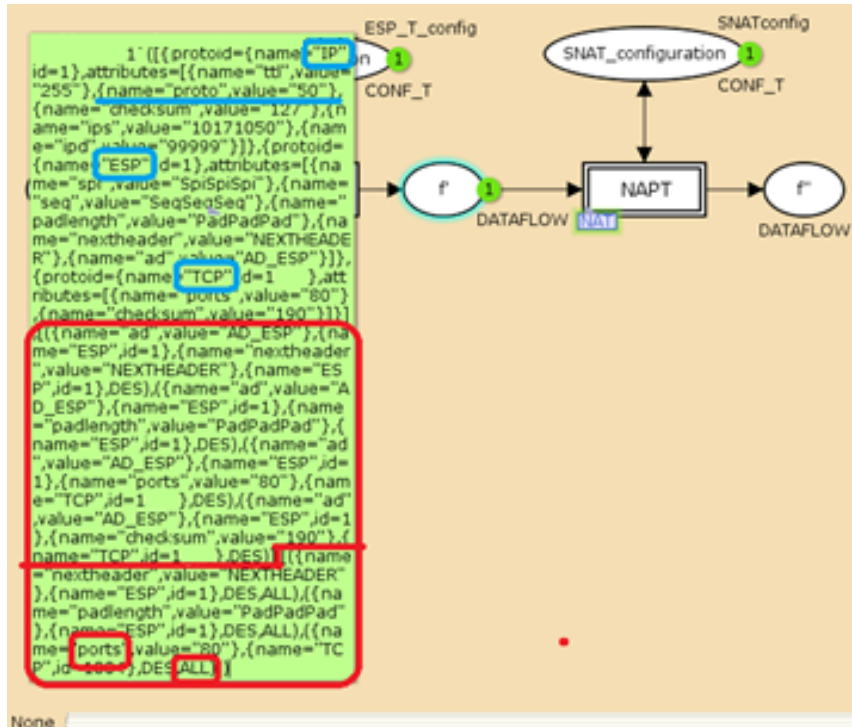 ESP_T_config
SNATconfig
SNAT_configuration
1
CONF_T
1
CONF_T
f'
1
DATAFLOW
NAPT
NAT
f''
DATAFLOW
1`([{protoid={name="IP"
id=1},attributes=[{name="ttl",value=
"255"},{name="proto",value="50"},
{name="checksum",value="127"},{n
ame="ips",value="10171050"},{nam
e="ipd",value="99999"}]},{protoid=
{name="ESP",id=1},attributes=[{na
me="spi",value="SpiSpiSpi"},{name=
"seq",value="SeqSeqSeq"},{name="
padlength",value="PadPadPad"},{na
me="nextheader",value="NEXTHEADE
R"},{name="ad",value="AD_ESP"}]},
{protoid={name="TCP",id=1 },att
ributes=[{name="ports",value="80"}
,{name="checksum",value="190"}]}]
,[({name="ad",value="AD_ESP"},{na
me="ESP",id=1},{name="nextheader
",value="NEXTHEADER"},{name="ES
P",id=1},DES),({name="ad",value="A
D_ESP"},{name="ESP",id=1},{name
="padlength",value="PadPadPad"},{
name="ESP",id=1},DES),({name="ad
",value="AD_ESP"},{name="ESP",id=
1},{name="ports",value="80"},{nam
e="TCP",id=1 },DES),({name="ad"
,value="AD_ESP"},{name="ESP",id=1
},{name="checksum",value="190"},{
name="TCP",id=1 },DES)],[({name
="nextheader",value="NEXTHEADER"
},{name="ESP",id=1},DES,ALL),({na
me="padlength",value="PadPadPad"
},{name="ESP",id=1},DES,ALL),({na
me="ports",value="80"},{name="TC
P",id= },DES,ALL)]
None